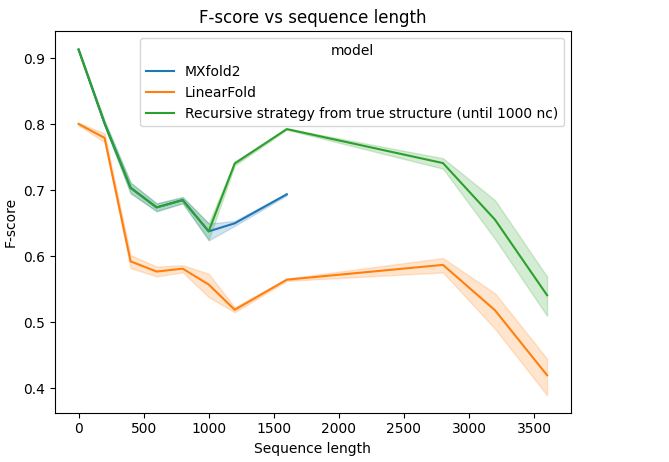 F-score vs sequence length
model
MXfold2
LinearFold
Recursive strategy from true structure (until 1000 nc)
F-score
0.9
0.8
0.7
0.6
0.5
0.4
0 500 1000 1500 2000 2500 3000 3500
Sequence length